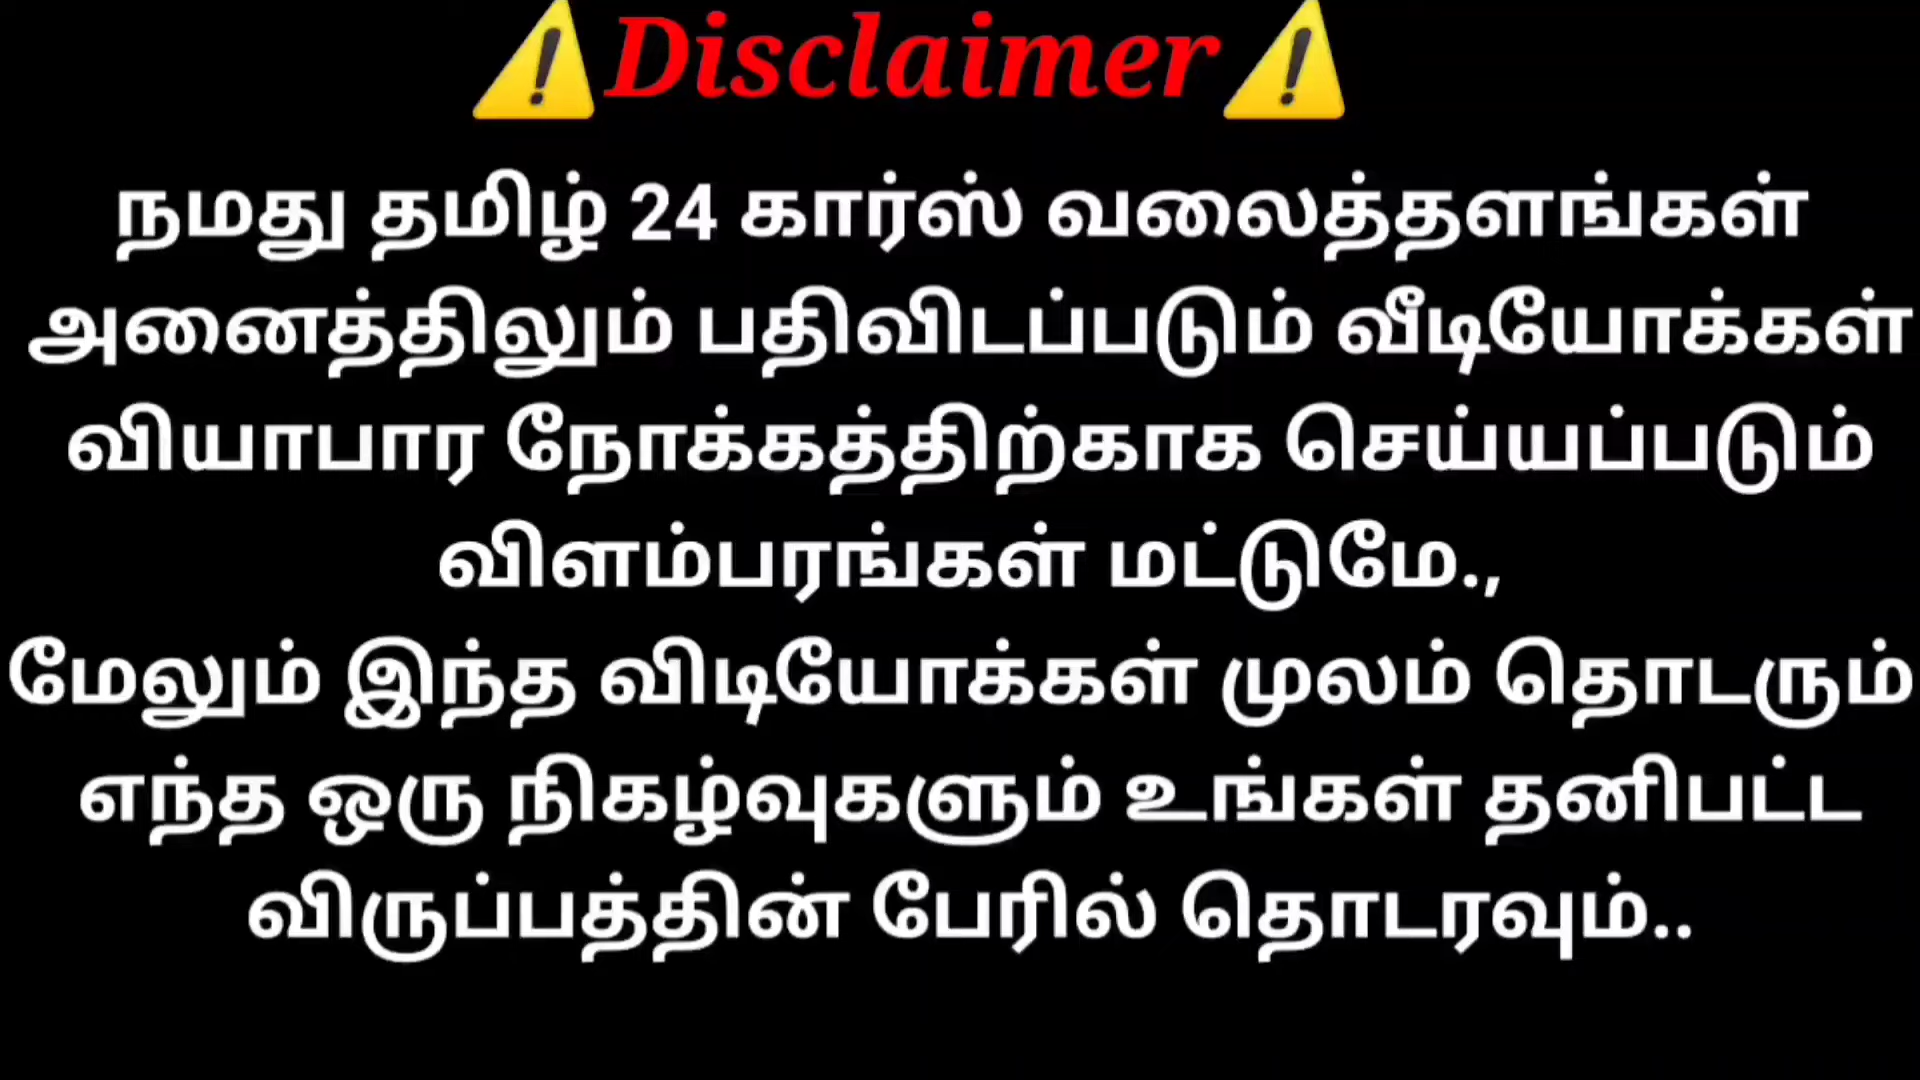 ⚠Disclaimer⚠
நமது தமிழ் 24 கார்ஸ் வலைத்தளங்கள்
அனைத்திலும் பதிவிடப்படும் வீடியோக்கள்
வியாபார நோக்கத்திற்காக செய்யப்படும்
விளம்பரங்கள் மட்டுமே.,
மேலும் இந்த விடியோக்கள் முலம் தொடரும்
எந்த ஒரு நிகழ்வுகளும் உங்கள் தனிபட்ட
விருப்பத்தின் பேரில் தொடரவும்..